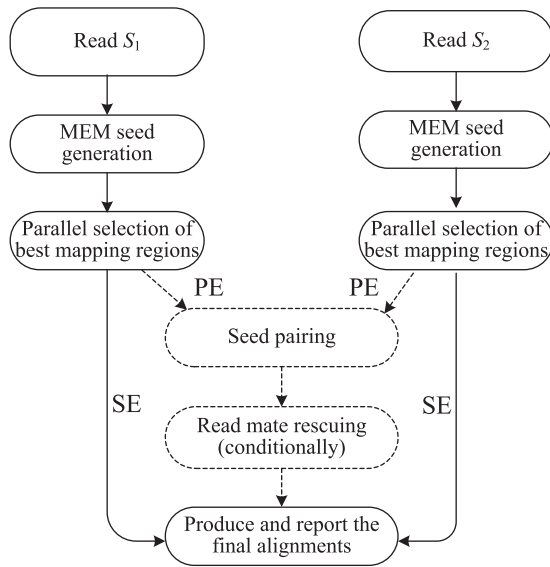 Read S1
Read S2
MEM seed
generation
MEM seed
generation
Parallel selection of
best mapping regions
Parallel selection of
best mapping regions
PE
PE
Seed pairing
SE
SE
Read mate rescuing
(conditionally)
Produce and report the
final alignments